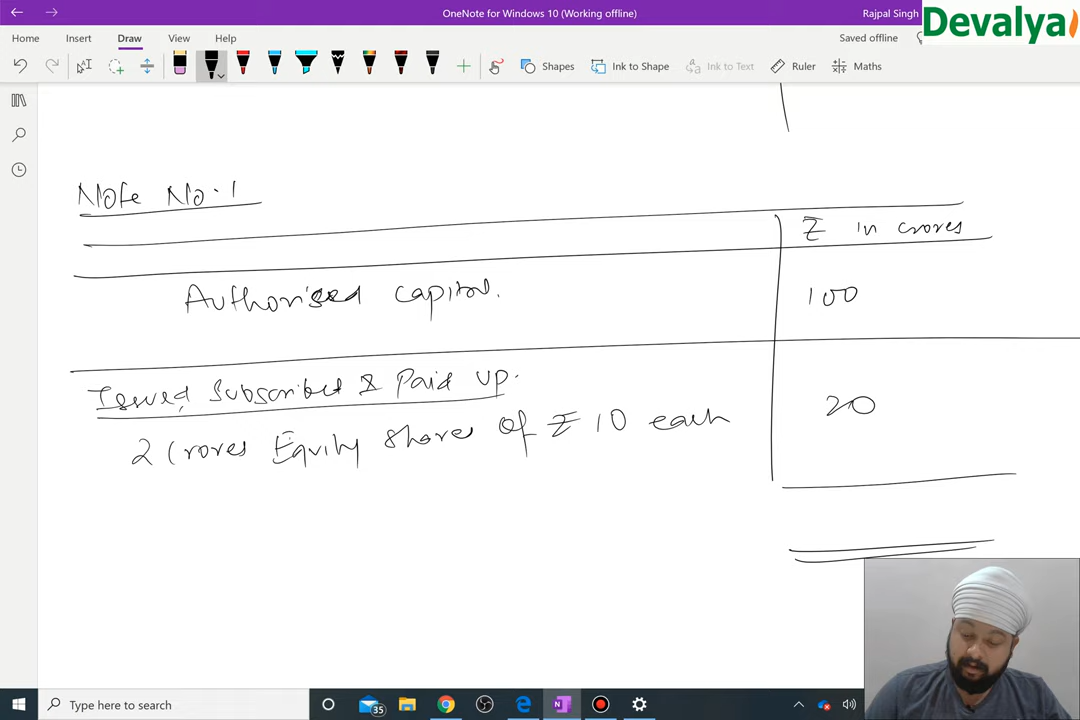 OneNote for Windows 10 (Working offline)
Rajpal Singh
Devalya
Home Insert Draw View Help
Saved offline
Shapes Ink to Shape Ink to Text Ruler Maths
Note No. 1
₹ in crores
Authorised capital. 100
Issued, Subscribed & Paid up.
2 Crores Equity Shares of ₹ 10 each 20
Type here to search
35